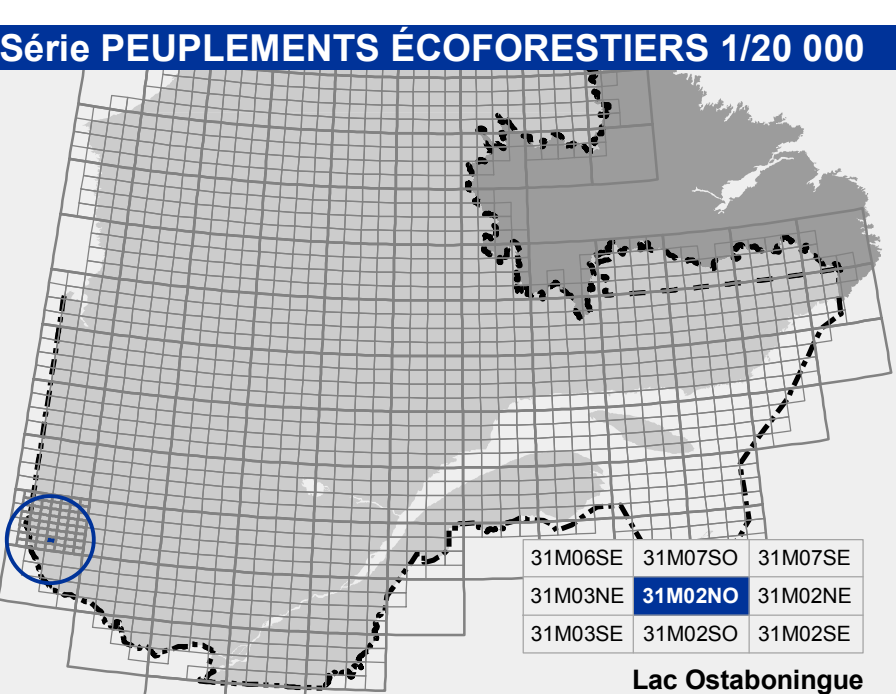 Série PEUPLEMENTS ÉCOFORESTIERS 1/20 000
31M06SE 31M07SO 31M07SE
31M03NE 31M02NO 31M02NE
31M03SE 31M02SO 31M02SE
Lac Ostaboningue